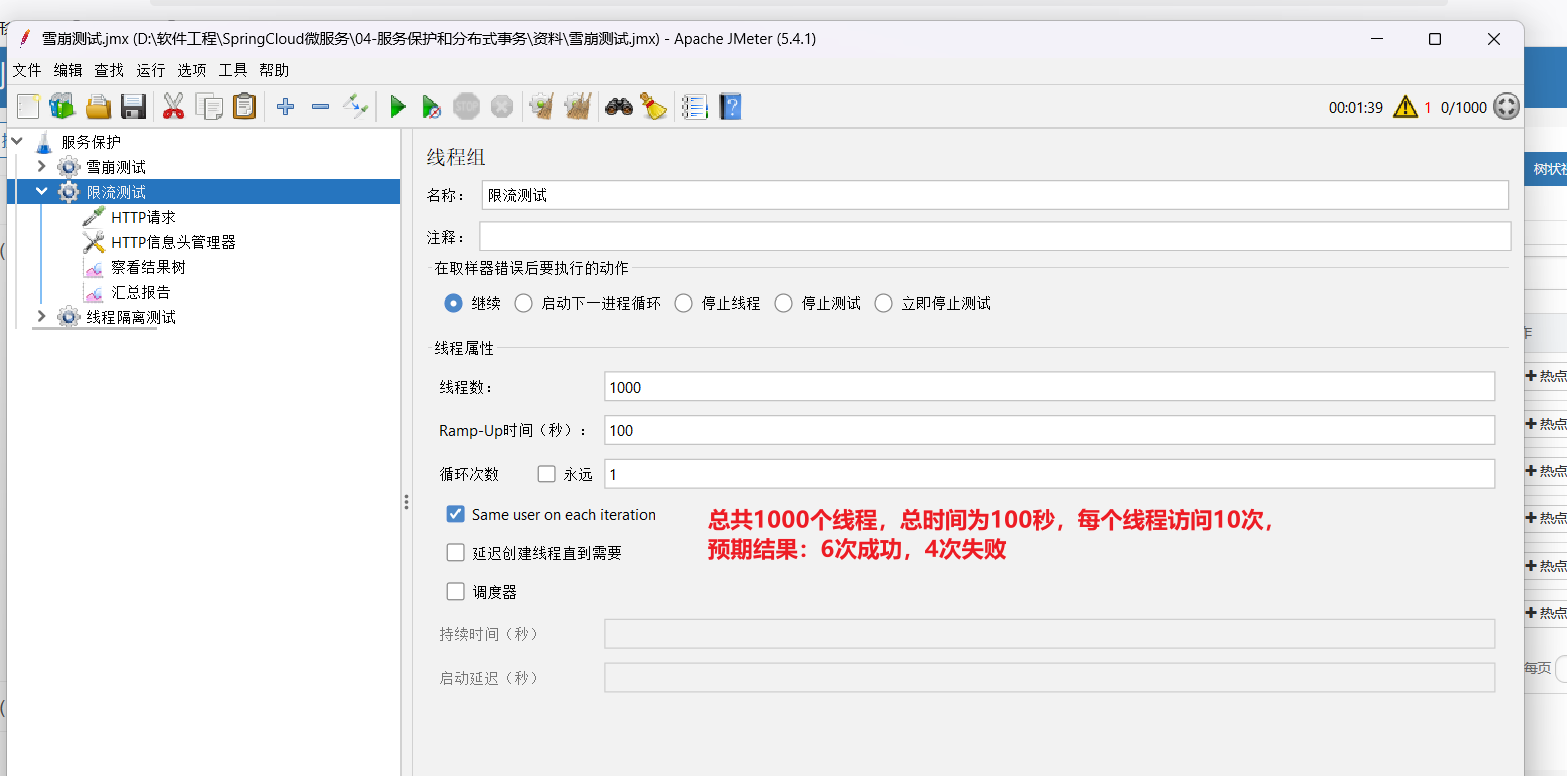 雪崩测试.jmx (D:\软件工程\SpringCloud微服务\04-服务保护和分布式事务\资料\雪崩测试.jmx) - Apache JMeter (5.4.1)
文件 编辑 查找 运行 选项 工具 帮助
STOP
00:01:39 1 0/1000
服务保护
雪崩测试
限流测试
HTTP请求
HTTP信息头管理器
察看结果树
汇总报告
线程隔离测试
线程组
名称： 限流测试
注释：
在取样器错误后要执行的动作
继续 启动下一进程循环 停止线程 停止测试 立即停止测试
线程属性
线程数： 1000
Ramp-Up时间（秒）： 100
循环次数 永远 1
Same user on each iteration
总共1000个线程，总时间为100秒，每个线程访问10次，
预期结果：6次成功，4次失败
延迟创建线程直到需要
调度器
持续时间（秒）
启动延迟（秒）
树状
热点
热点
热点
热点
热点
热点
每页